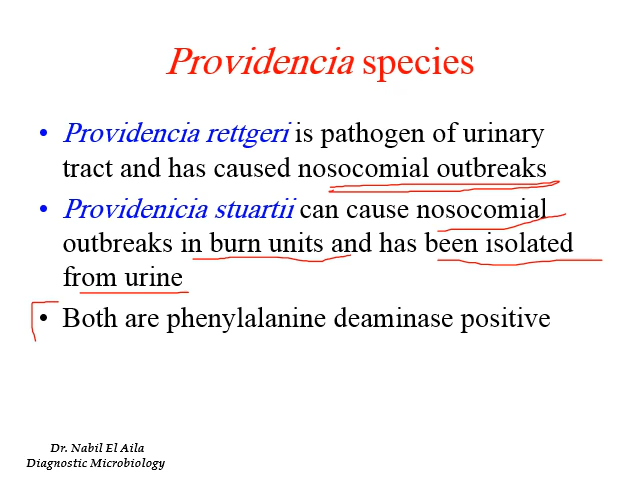 Providencia species
• Providencia rettgeri is pathogen of urinary
tract and has caused nosocomial outbreaks
• Providenicia stuartii can cause nosocomial
outbreaks in burn units and has been isolated
from urine
• Both are phenylalanine deaminase positive
Dr. Nabil El Aila
Diagnostic Microbiology